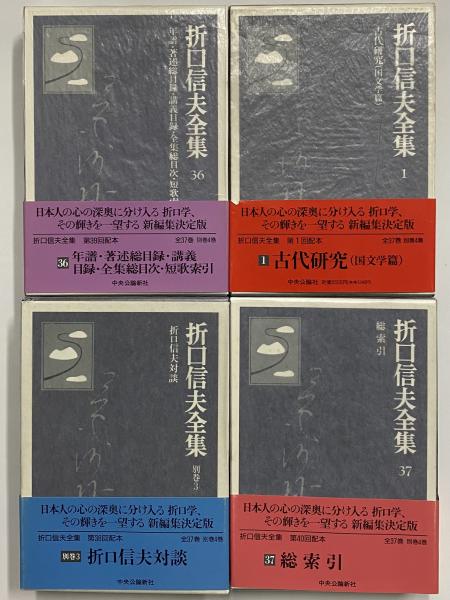 折口信夫全集
36
年譜・著述総目録・講義目録・全集総目次・短歌索
日本人の心の深奥に分け入る 折口学、
その輝きを一望する 新編集決定版
折口信夫全集 第39回配本
全37巻 別巻4巻
36 年譜・著述総目録・講義
目録・全集総目次・短歌索引
中央公論新社
折口信夫全集
1
古代研究(国文学篇)
日本人の心の深奥に分け入る 折口学、
その輝きを一望する 新編集決定版
折口信夫全集 第1回配本
全37巻 別巻4巻
1 古代研究(国文学篇)
中央公論社
折口信夫全集
別巻3
折口信夫対談
日本人の心の深奥に分け入る 折口学、
その輝きを一望する 新編集決定版
折口信夫全集 第38回配本
全37巻 別巻4巻
別巻3 折口信夫対談
中央公論新社
折口信夫全集
37
総索引
日本人の心の深奥に分け入る 折口学、
その輝きを一望する 新編集決定版
折口信夫全集 第40回配本
全37巻 別巻4巻
37 総索引
中央公論新社